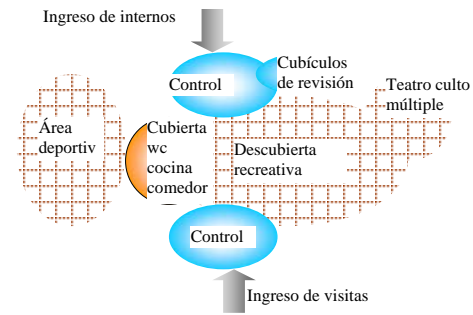 Ingreso de internos
Control
Cubículos
de revisión
Teatro culto
múltiple
Área
deportiv
Cubierta
wc
cocina
comedor
Descubierta
recreativa
Control
Ingreso de visitas